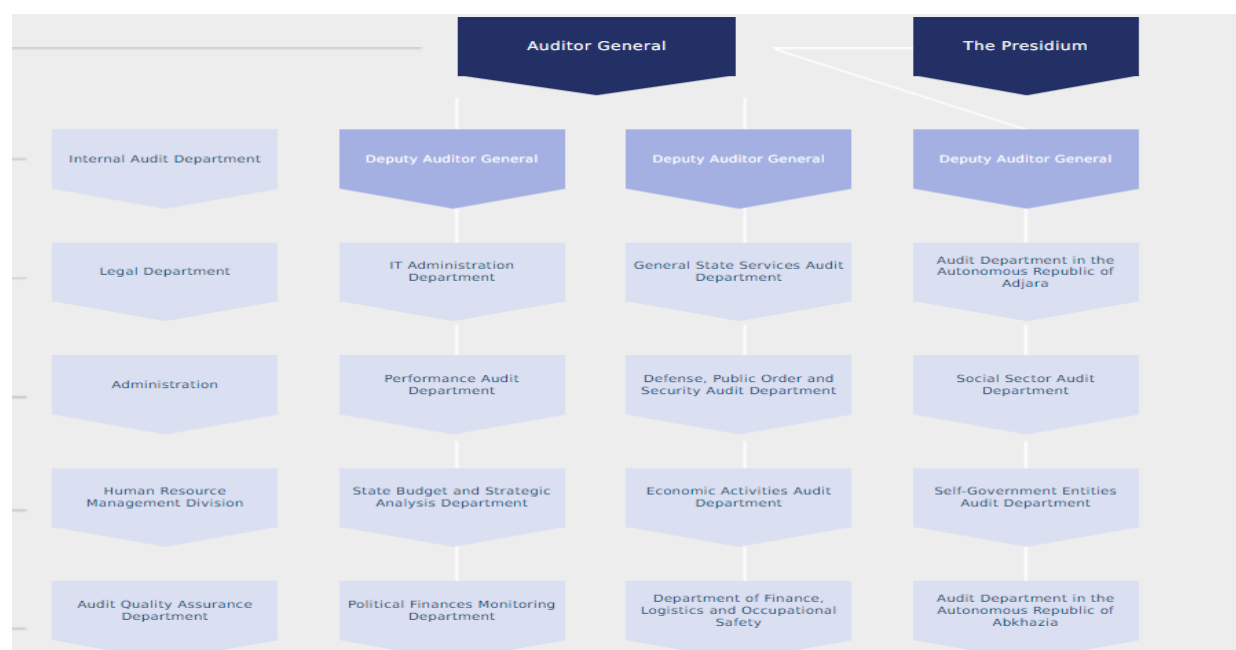 Auditor General
The Presidium
Internal Audit Department
Deputy Auditor General
Deputy Auditor General
Deputy Auditor General
Legal Department
IT Administration
Department
General State Services Audit
Department
Audit Department in the
Autonomous Republic of
Adjara
Administration
Performance Audit
Department
Defense, Public Order and
Security Audit Department
Social Sector Audit
Department
Human Resource
Management Division
State Budget and Strategic
Analysis Department
Economic Activities Audit
Department
Self-Government Entities
Audit Department
Audit Quality Assurance
Department
Political Finances Monitoring
Department
Department of Finance,
Logistics and Occupational
Safety
Audit Department in the
Autonomous Republic of
Abkhazia